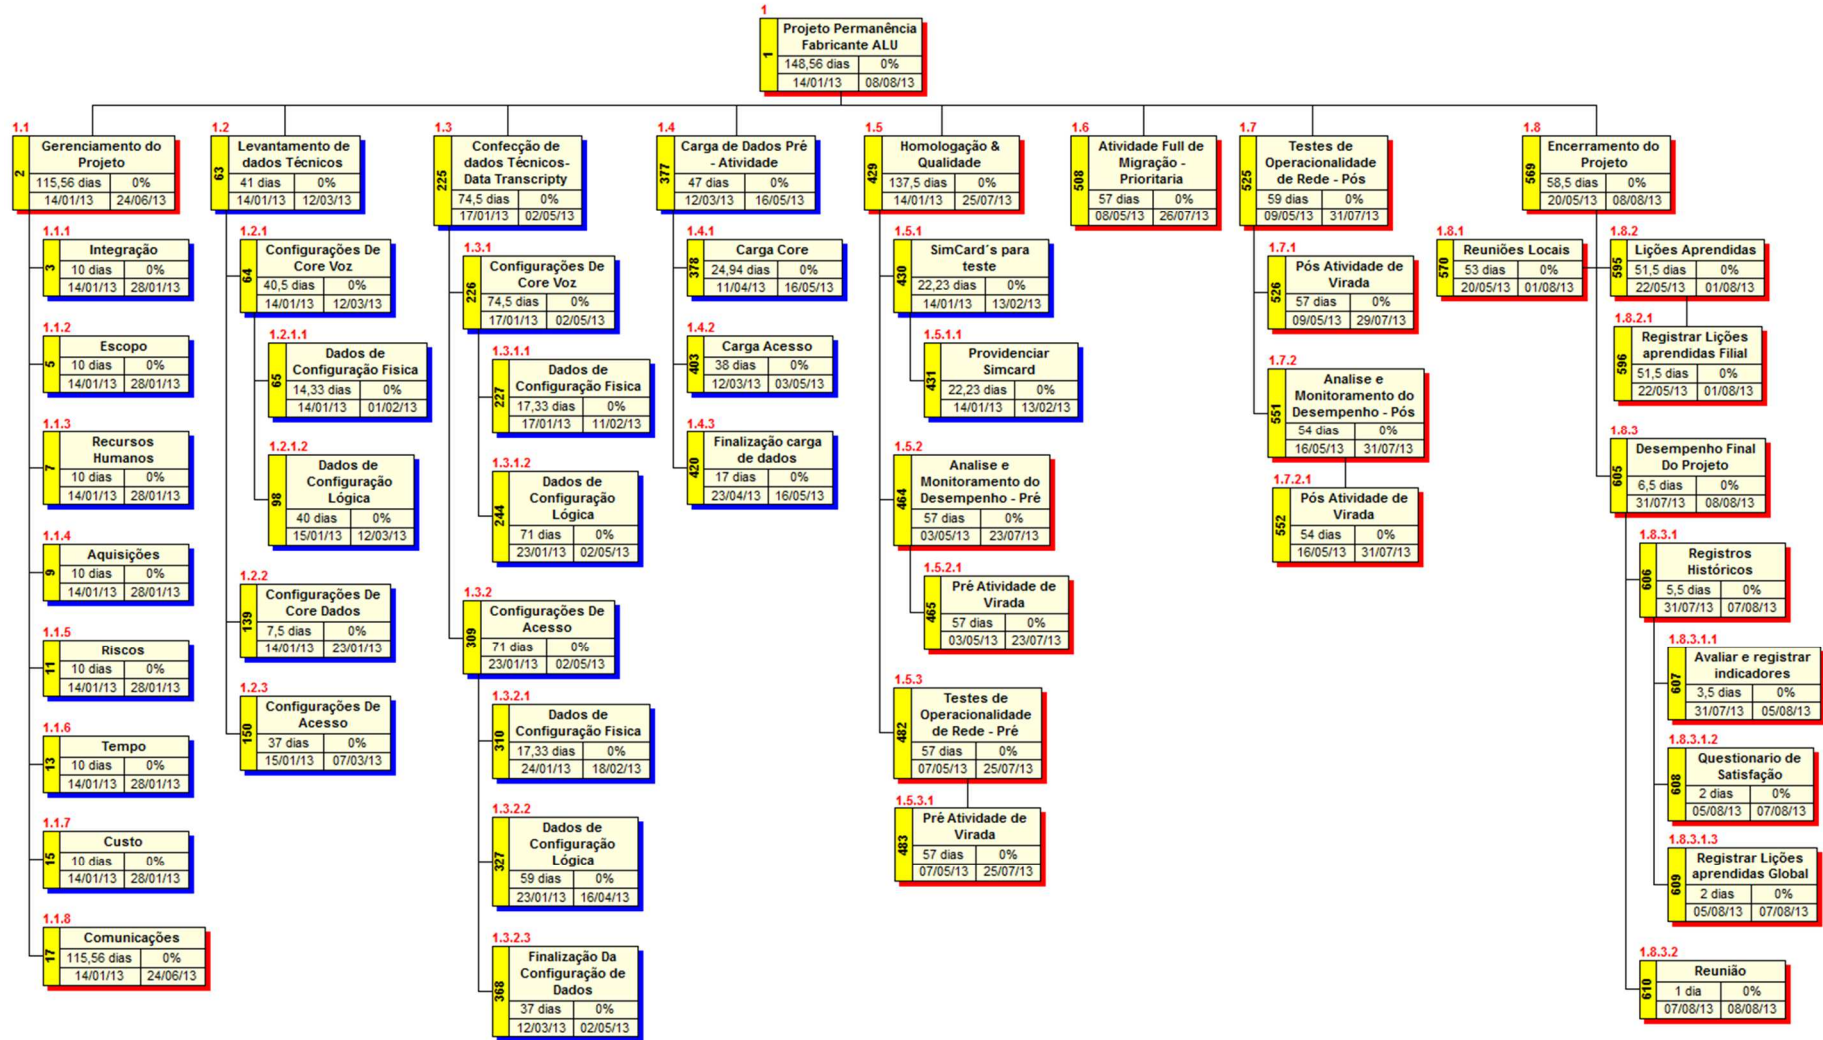 1
1
Projeto Permanência
Fabricante ALU
148,56 dias 0%
14/01/13 08/08/13
1.1
2
Gerenciamento do
Projeto
115,56 dias 0%
14/01/13 24/06/13
1.1.1
3
Integração
10 dias 0%
14/01/13 28/01/13
1.1.2
5
Escopo
10 dias 0%
14/01/13 28/01/13
1.1.3
7
Recursos
Humanos
10 dias 0%
14/01/13 28/01/13
1.1.4
9
Aquisições
10 dias 0%
14/01/13 28/01/13
1.1.5
11
Riscos
10 dias 0%
14/01/13 28/01/13
1.1.6
13
Tempo
10 dias 0%
14/01/13 28/01/13
1.1.7
15
Custo
10 dias 0%
14/01/13 28/01/13
1.1.8
17
Comunicações
115,56 dias 0%
14/01/13 24/06/13
1.2
63
Levantamento de
dados Técnicos
41 dias 0%
14/01/13 12/03/13
1.2.1
64
Configurações De
Core Voz
40,5 dias 0%
14/01/13 12/03/13
1.2.1.1
65
Dados de
Configuração Fisica
14,33 dias 0%
14/01/13 01/02/13
1.2.1.2
98
Dados de
Configuração
Lógica
40 dias 0%
15/01/13 12/03/13
1.2.2
139
Configurações De
Core Dados
7,5 dias 0%
14/01/13 23/01/13
1.2.3
150
Configurações De
Acesso
37 dias 0%
15/01/13 07/03/13
1.3
225
Confecção de
dados Técnicos-
Data Transcripty
74,5 dias 0%
17/01/13 02/05/13
1.3.1
226
Configurações De
Core Voz
74,5 dias 0%
17/01/13 02/05/13
1.3.1.1
227
Dados de
Configuração Fisica
17,33 dias 0%
17/01/13 11/02/13
1.3.1.2
244
Dados de
Configuração
Lógica
71 dias 0%
23/01/13 02/05/13
1.3.2
309
Configurações De
Acesso
71 dias 0%
23/01/13 02/05/13
1.3.2.1
310
Dados de
Configuração Fisica
17,33 dias 0%
24/01/13 18/02/13
1.3.2.2
327
Dados de
Configuração
Lógica
59 dias 0%
23/01/13 16/04/13
1.3.2.3
368
Finalização Da
Configuração de
Dados
37 dias 0%
12/03/13 02/05/13
1.4
377
Carga de Dados Pré
- Atividade
47 dias 0%
12/03/13 16/05/13
1.4.1
378
Carga Core
24,94 dias 0%
11/04/13 16/05/13
1.4.2
403
Carga Acesso
38 dias 0%
12/03/13 03/05/13
1.4.3
420
Finalização carga
de dados
17 dias 0%
23/04/13 16/05/13
1.5
429
Homologação &
Qualidade
137,5 dias 0%
14/01/13 25/07/13
1.5.1
430
SimCard´s para
teste
22,23 dias 0%
14/01/13 13/02/13
1.5.1.1
431
Providenciar
Simcard
22,23 dias 0%
14/01/13 13/02/13
1.5.2
464
Analise e
Monitoramento do
Desempenho - Pré
57 dias 0%
03/05/13 23/07/13
1.5.2.1
465
Pré Atividade de
Virada
57 dias 0%
03/05/13 23/07/13
1.5.3
482
Testes de
Operacionalidade
de Rede - Pré
57 dias 0%
07/05/13 25/07/13
1.5.3.1
483
Pré Atividade de
Virada
57 dias 0%
07/05/13 25/07/13
1.6
508
Atividade Full de
Migração -
Prioritaria
57 dias 0%
08/05/13 26/07/13
1.7
525
Testes de
Operacionalidade
de Rede - Pós
59 dias 0%
09/05/13 31/07/13
1.7.1
526
Pós Atividade de
Virada
57 dias 0%
09/05/13 29/07/13
1.7.2
551
Analise e
Monitoramento do
Desempenho - Pós
54 dias 0%
16/05/13 31/07/13
1.7.2.1
552
Pós Atividade de
Virada
54 dias 0%
16/05/13 31/07/13
1.8
569
Encerramento do
Projeto
58,5 dias 0%
20/05/13 08/08/13
1.8.1
570
Reuniões Locais
53 dias 0%
20/05/13 01/08/13
1.8.2
595
Lições Aprendidas
51,5 dias 0%
22/05/13 01/08/13
1.8.2.1
596
Registrar Lições
aprendidas Filial
51,5 dias 0%
22/05/13 01/08/13
1.8.3
605
Desempenho Final
Do Projeto
6,5 dias 0%
31/07/13 08/08/13
1.8.3.1
606
Registros
Históricos
5,5 dias 0%
31/07/13 07/08/13
1.8.3.1.1
607
Avaliar e registrar
indicadores
3,5 dias 0%
31/07/13 05/08/13
1.8.3.1.2
608
Questionario de
Satisfação
2 dias 0%
05/08/13 07/08/13
1.8.3.1.3
609
Registrar Lições
aprendidas Global
2 dias 0%
05/08/13 07/08/13
1.8.3.2
610
Reunião
1 dia 0%
07/08/13 08/08/13